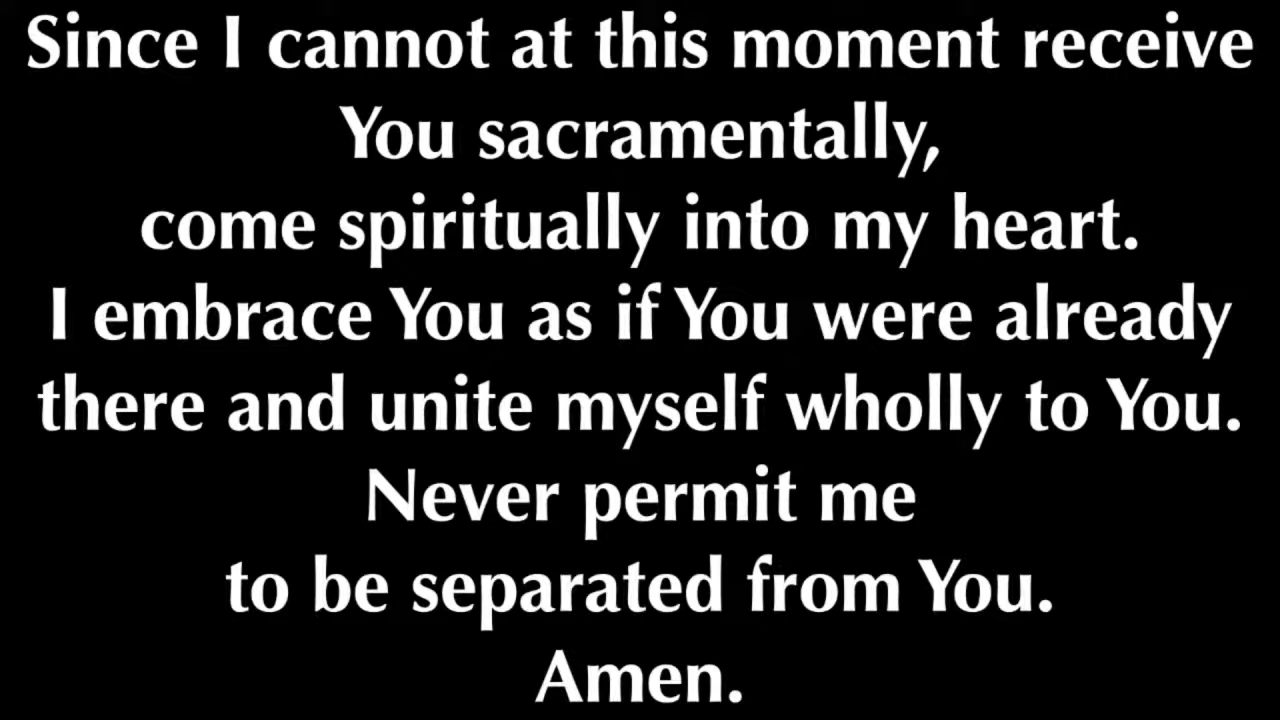 Since I cannot at this moment receive
You sacramentally,
come spiritually into my heart.
I embrace You as if You were already
there and unite myself wholly to You.
Never permit me
to be separated from You.
Amen.